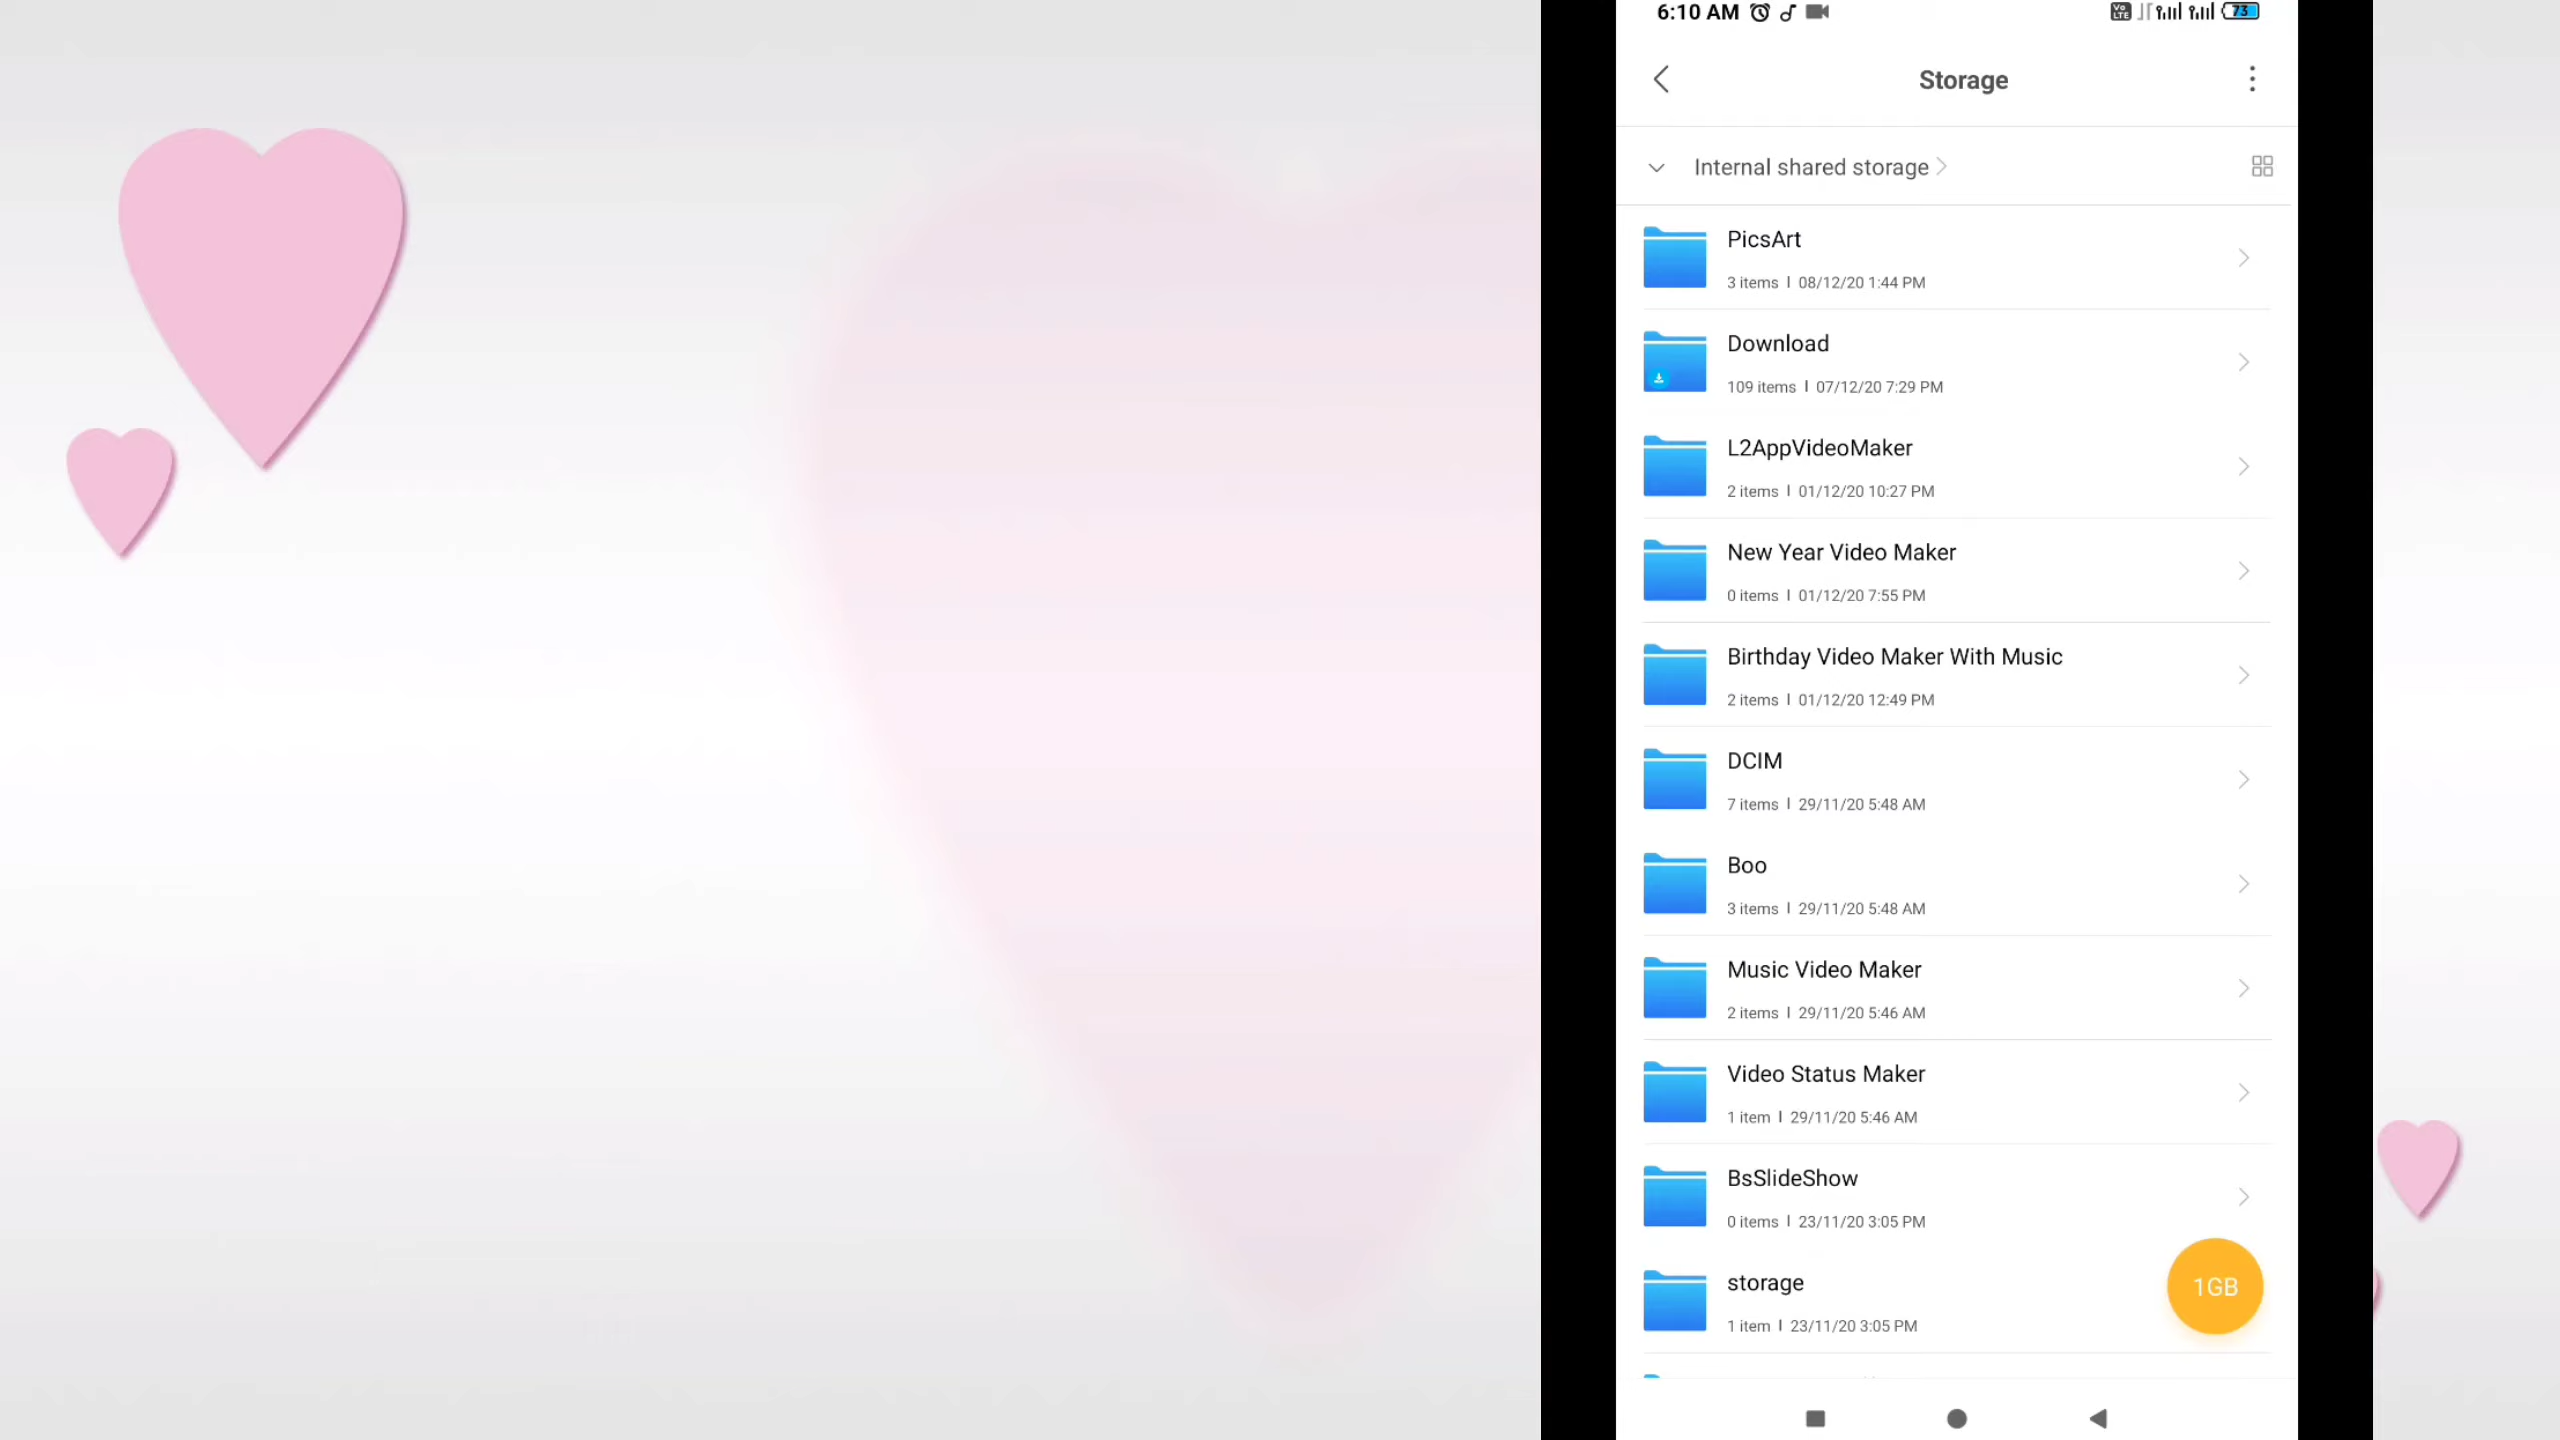 6:10 AM
Vo LTE 73
Storage
Internal shared storage
PicsArt
3 items | 08/12/20 1:44 PM
Download
109 items | 07/12/20 7:29 PM
L2AppVideoMaker
2 items | 01/12/20 10:27 PM
New Year Video Maker
0 items | 01/12/20 7:55 PM
Birthday Video Maker With Music
2 items | 01/12/20 12:49 PM
DCIM
7 items | 29/11/20 5:48 AM
Boo
3 items | 29/11/20 5:48 AM
Music Video Maker
2 items | 29/11/20 5:46 AM
Video Status Maker
1 item | 29/11/20 5:46 AM
BsSlideShow
0 items | 23/11/20 3:05 PM
storage
1 item | 23/11/20 3:05 PM
1GB